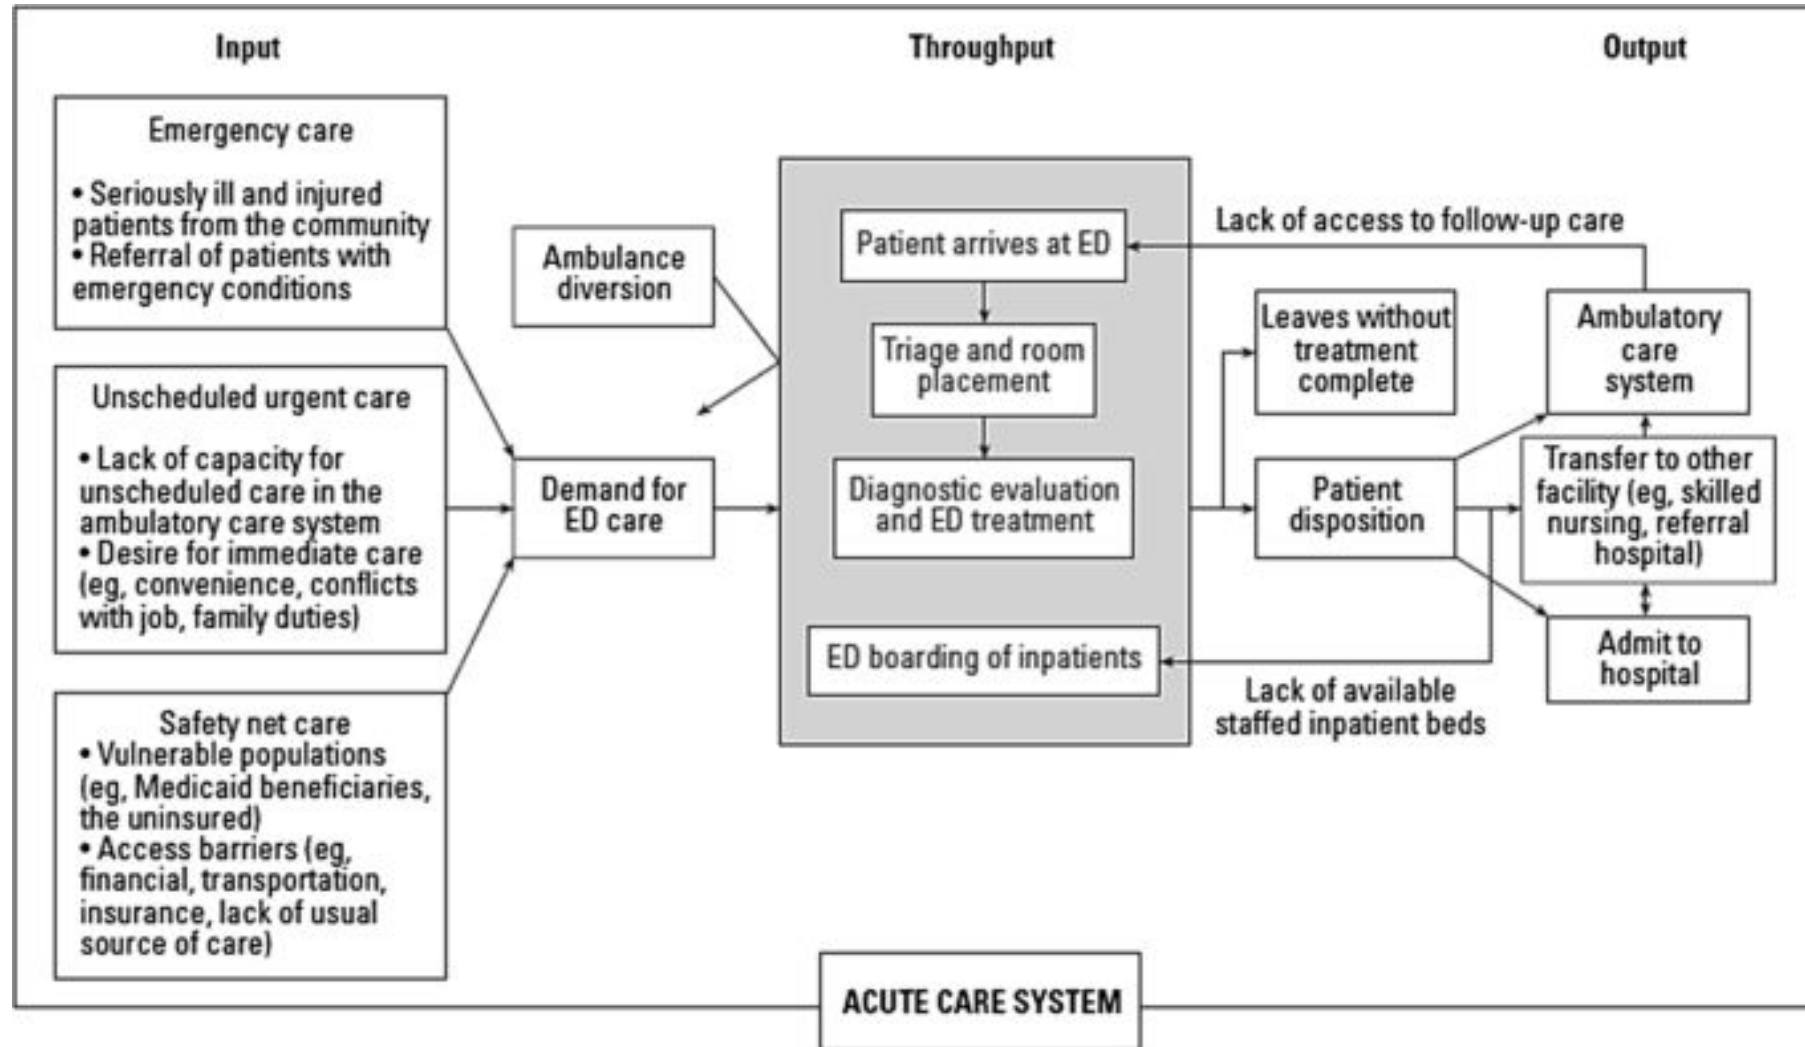 Input
Throughput
Output
Emergency care
• Seriously ill and injured
patients from the community
• Referral of patients with
emergency conditions
Unscheduled urgent care
• Lack of capacity for
unscheduled care in the
ambulatory care system
• Desire for immediate care
(eg, convenience, conflicts
with job, family duties)
Safety net care
• Vulnerable populations
(eg, Medicaid beneficiaries,
the uninsured)
• Access barriers (eg,
financial, transportation,
insurance, lack of usual
source of care)
Ambulance
diversion
Demand for
ED care
Patient arrives at ED
Triage and room
placement
Diagnostic evaluation
and ED treatment
ED boarding of inpatients
Lack of access to follow-up care
Leaves without
treatment
complete
Patient
disposition
Lack of available
staffed inpatient beds
Ambulatory
care
system
Transfer to other
facility (eg, skilled
nursing, referral
hospital)
Admit to
hospital
ACUTE CARE SYSTEM